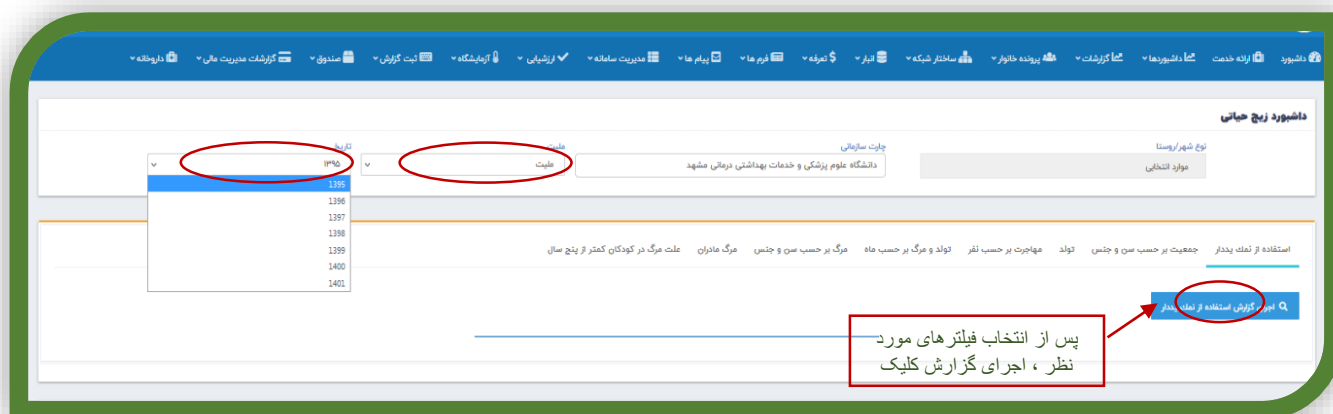 داشبورد ارائه خدمت داشبوردها گزارشات پرونده خانوار ساختار شبکه انبار تعرفه فرم ها پیام ها مدیریت سامانه ارزشیابی آزمایشگاه ثبت گزارش صندوق گزارشات مدیریت مالی داروخانه
داشبورد زیج حیاتی
نوع شهر/روستا چارت سازمانی ملیت تاریخ
موارد انتخابی دانشگاه علوم پزشکی و خدمات بهداشتی درمانی مشهد ملیت ۱۳۹۵
1395
1396
1397
1398
1399
1400
1401
استفاده از نمك يددار جمعیت بر حسب سن و جنس تولد مهاجرت بر حسب نفر تولد و مرگ بر حسب ماه مرگ بر حسب سن و جنس مرگ مادران علت مرگ در کودکان کمتر از پنج سال
اجرای گزارش استفاده از نمك يددار
پس از انتخاب فیلترهای مورد
نظر ، اجرای گزارش کلیک